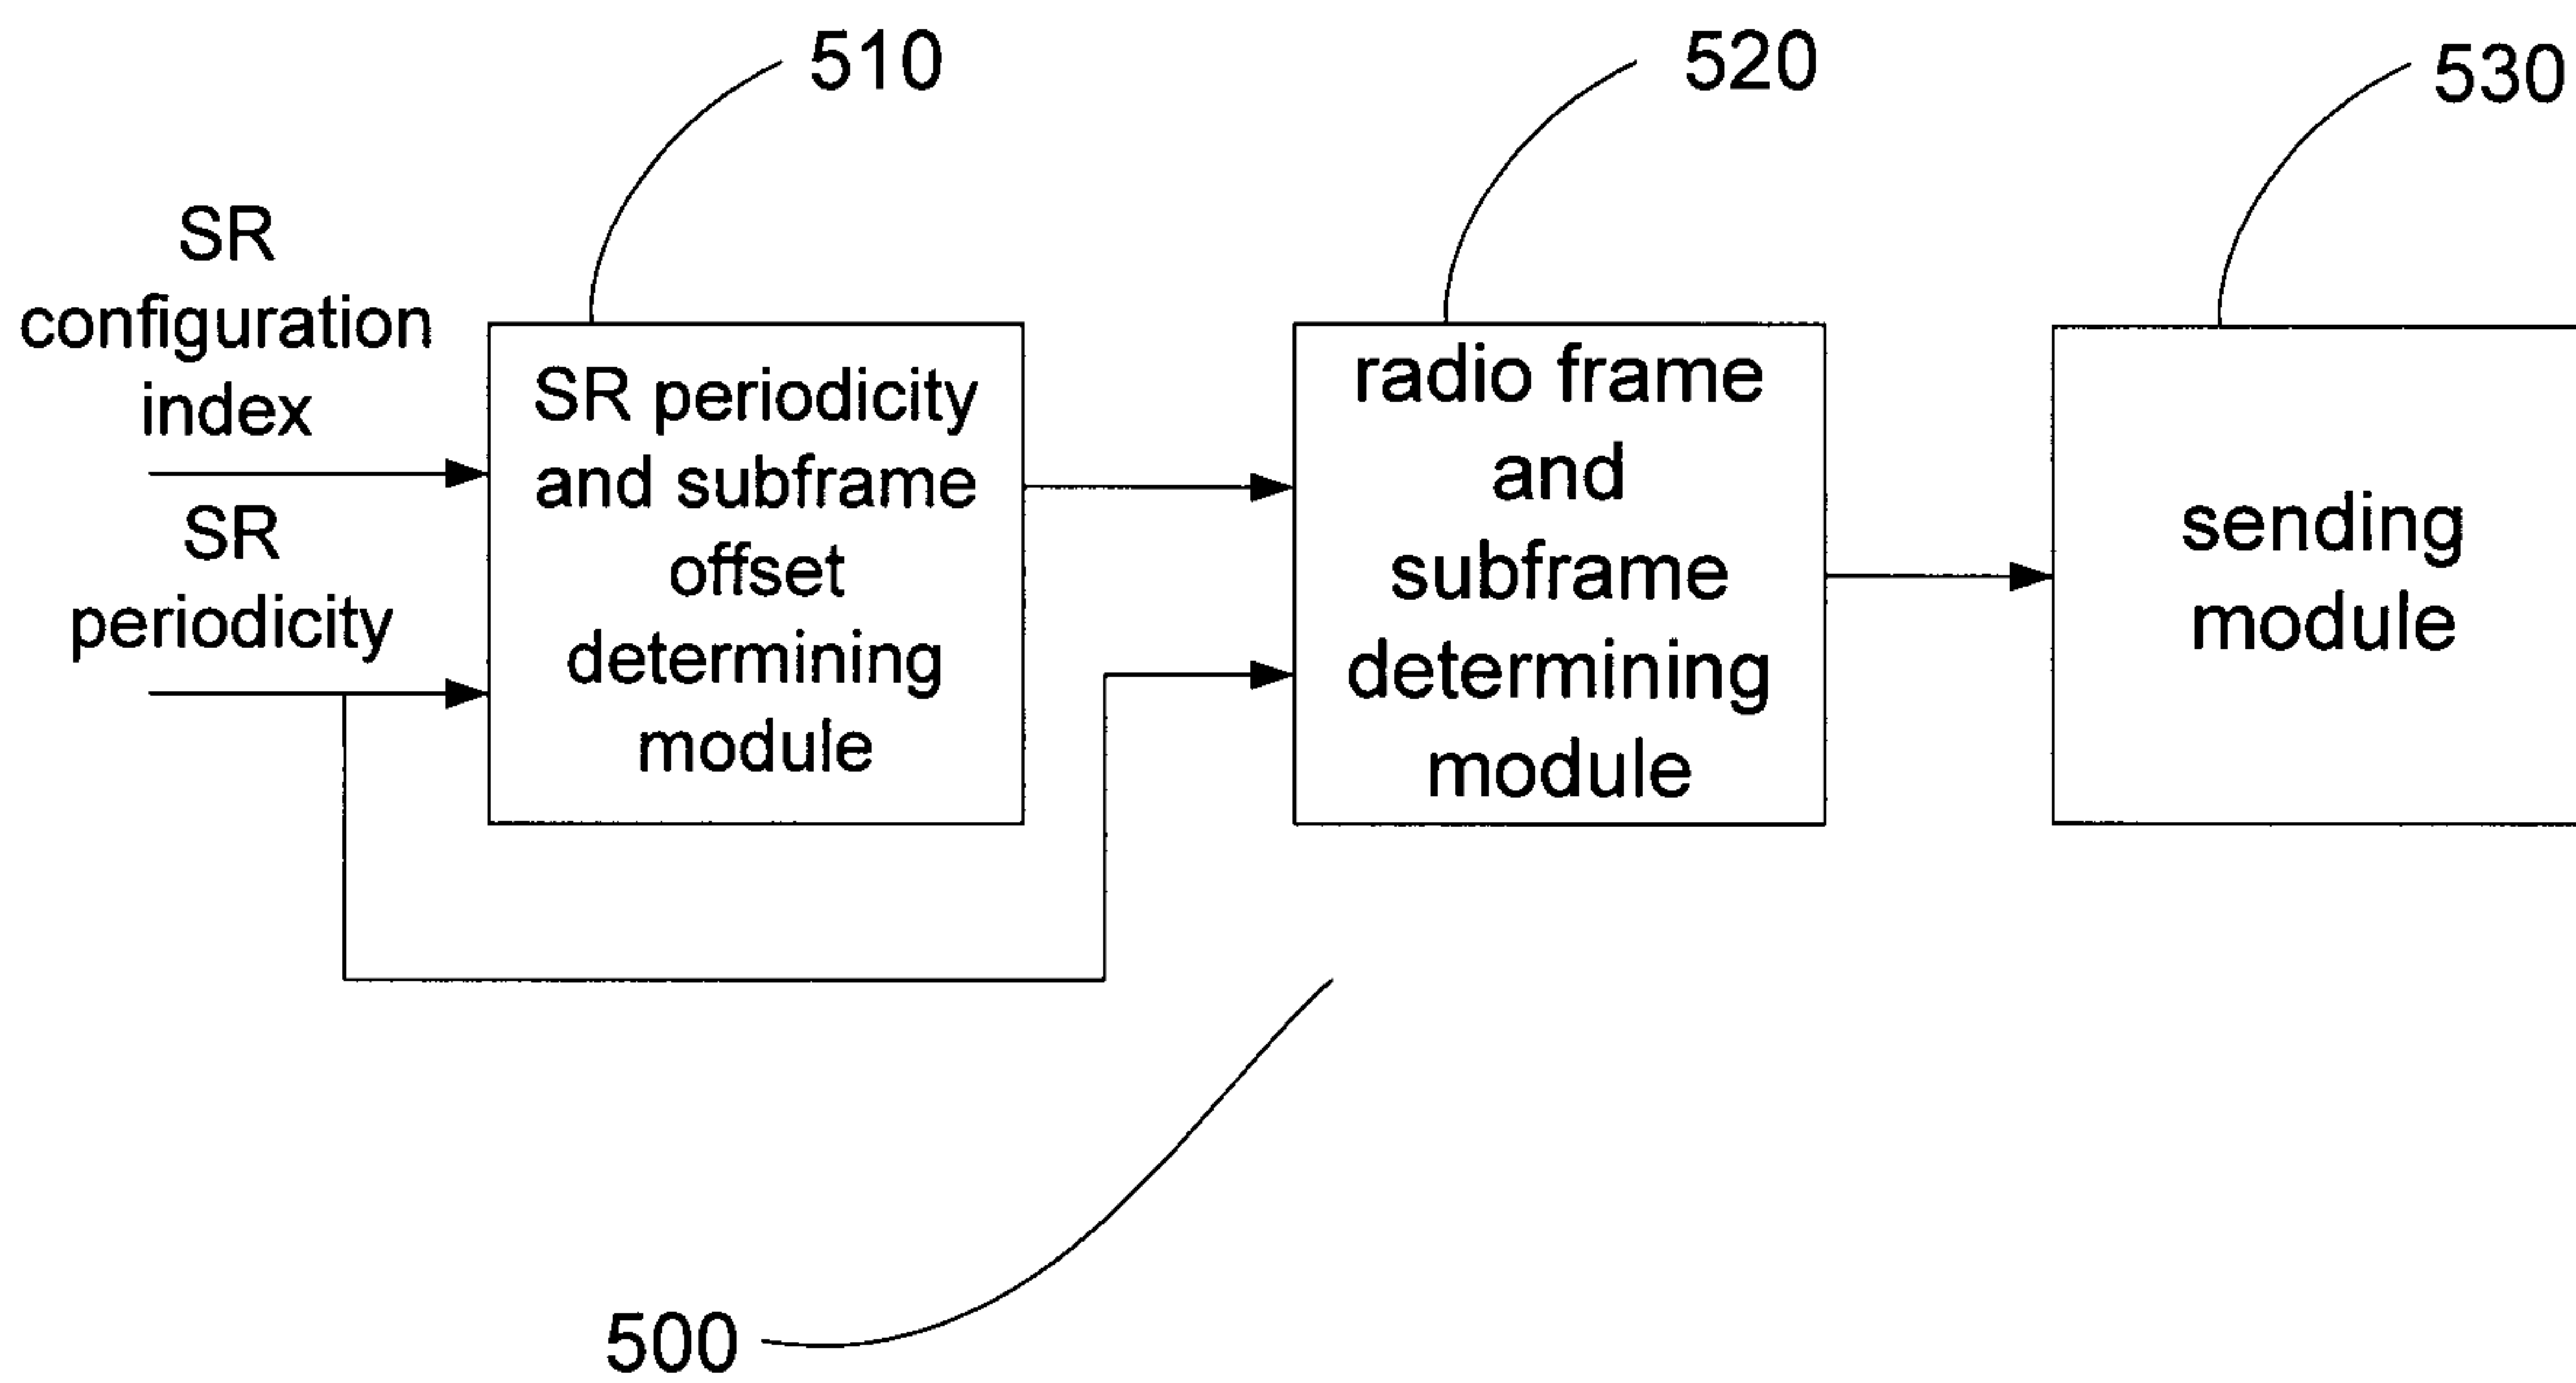 510
520
530
SR
configuration
index
SR
periodicity
SR periodicity
and subframe
offset
determining
module
radio frame
and
subframe
determining
module
sending
module
500